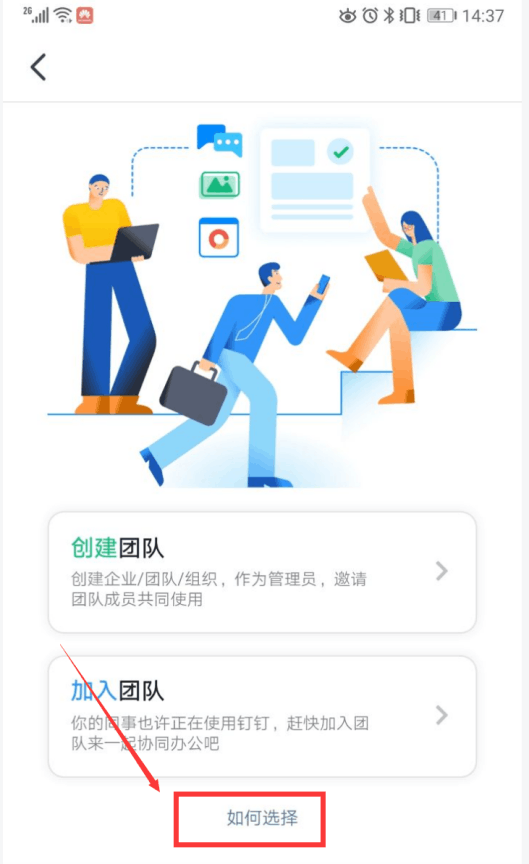 2G 41 14:37
创建团队
创建企业/团队/组织，作为管理员，邀请
团队成员共同使用
加入团队
你的同事也许正在使用钉钉，赶快加入团
队来一起协同办公吧
如何选择